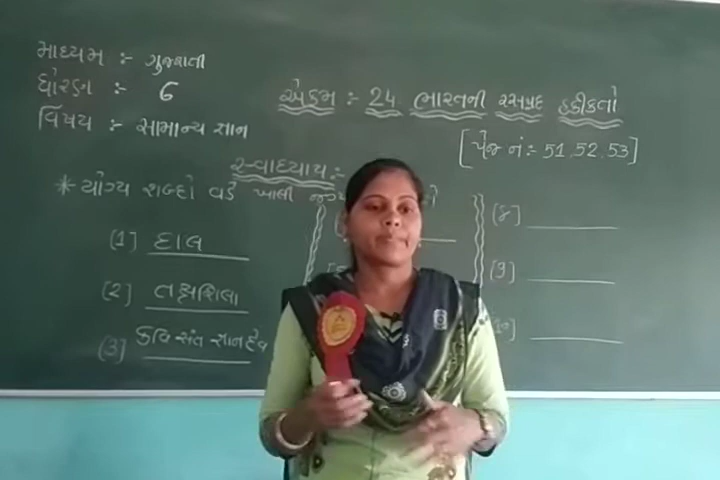 માધ્યમ :- ગુજરાતી
ધોરણ :- 6
વિષય :- સામાન્ય જ્ઞાન
એકમ :- 24 ભારતની રસપ્રદ હકીકતો
[પેજ નં :- 51,52,53]
સ્વાધ્યાય :-
* યોગ્ય શબ્દો વડે ખાલી
(1) દાલ
(2) તક્ષશિલા
(3) કવિ સંત જ્ઞાનદેવ
(૪)
(9)